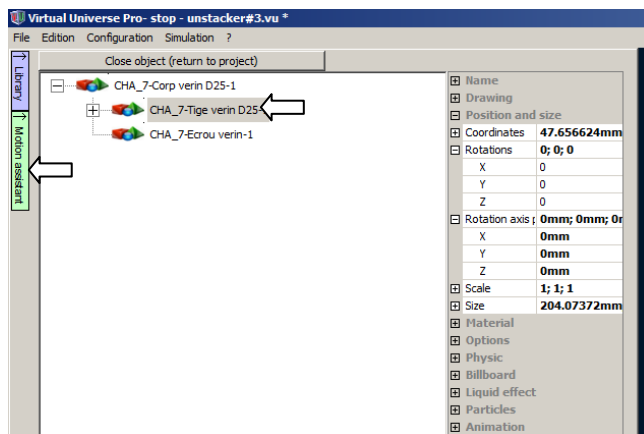 Virtual Universe Pro- stop - unstacker#3.vu *
File Edition Configuration Simulation ?
Close object (return to project)
Library
Motion assistant
CHA_7-Corp verin D25-1
CHA_7-Tige verin D25-
CHA_7-Ecrou verin-1
Name
Drawing
Position and size
Coordinates 47.656624mm
Rotations 0; 0; 0
X 0
Y 0
Z 0
Rotation axis 0mm; 0mm;
X 0mm
Y 0mm
Z 0mm
Scale 1; 1; 1
Size 204.07372mm
Material
Options
Physic
Billboard
Liquid effect
Particles
Animation